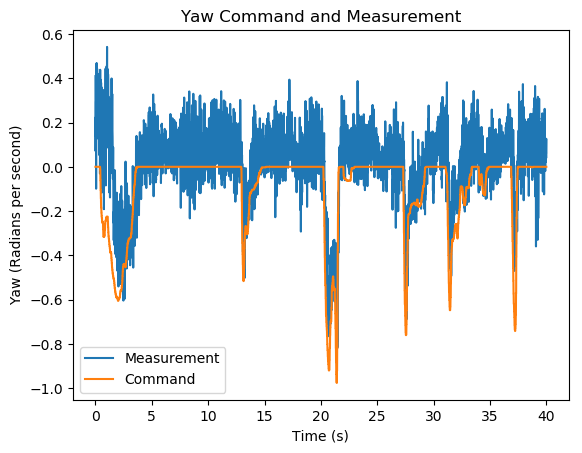 Yaw Command and Measurement
0.6
0.4
0.2
0.0
−0.2
−0.4
−0.6
−0.8
−1.0
Yaw (Radians per second)
Measurement
Command
0 5 10 15 20 25 30 35 40
Time (s)